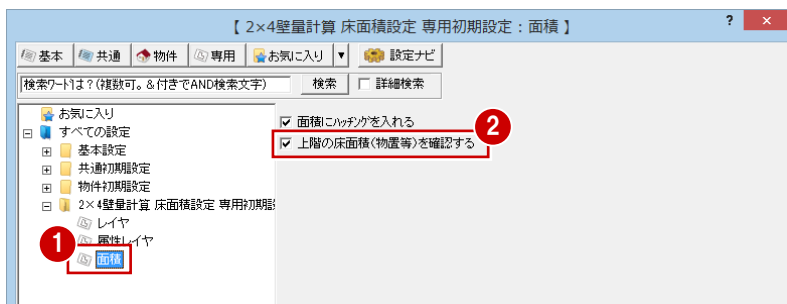 【 2×4壁量計算 床面積設定 専用初期設定：面積 】 ? ×
基本 共通 物件 専用 お気に入り ▼ 設定ナビ
検索ワードは？(複数可。＆付きでAND検索文字) 検索 詳細検索
お気に入り
すべての設定
基本設定
共通初期設定
物件初期設定
2×4壁量計算 床面積設定 専用初期設
レイヤ
属性レイヤ
面積
1
面積にハッチングを入れる
上階の床面積(物置等)を確認する
2